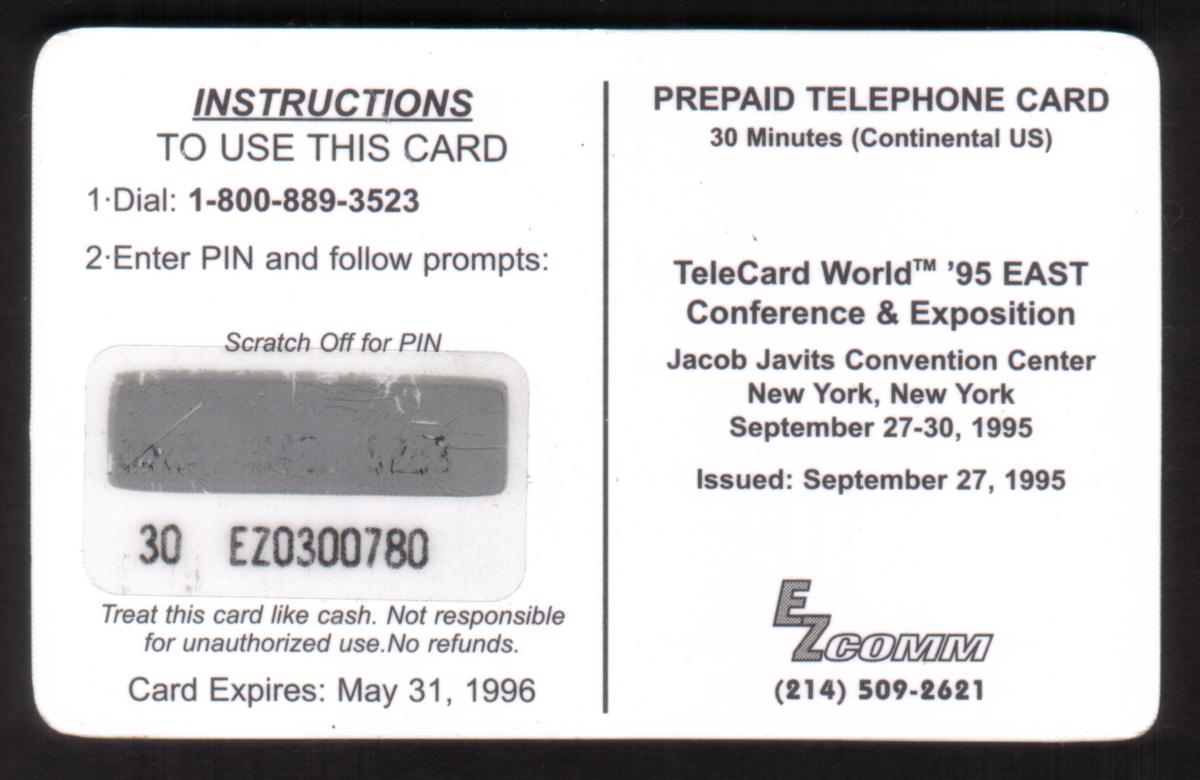 INSTRUCTIONS
TO USE THIS CARD
1·Dial: 1-800-889-3523
2·Enter PIN and follow prompts:
Scratch Off for PIN
30 EZ0300780
Treat this card like cash. Not responsible
for unauthorized use.No refunds.
Card Expires: May 31, 1996
PREPAID TELEPHONE CARD
30 Minutes (Continental US)
TeleCard World™ '95 EAST
Conference & Exposition
Jacob Javits Convention Center
New York, New York
September 27-30, 1995
Issued: September 27, 1995
EZCOMM
(214) 509-2621